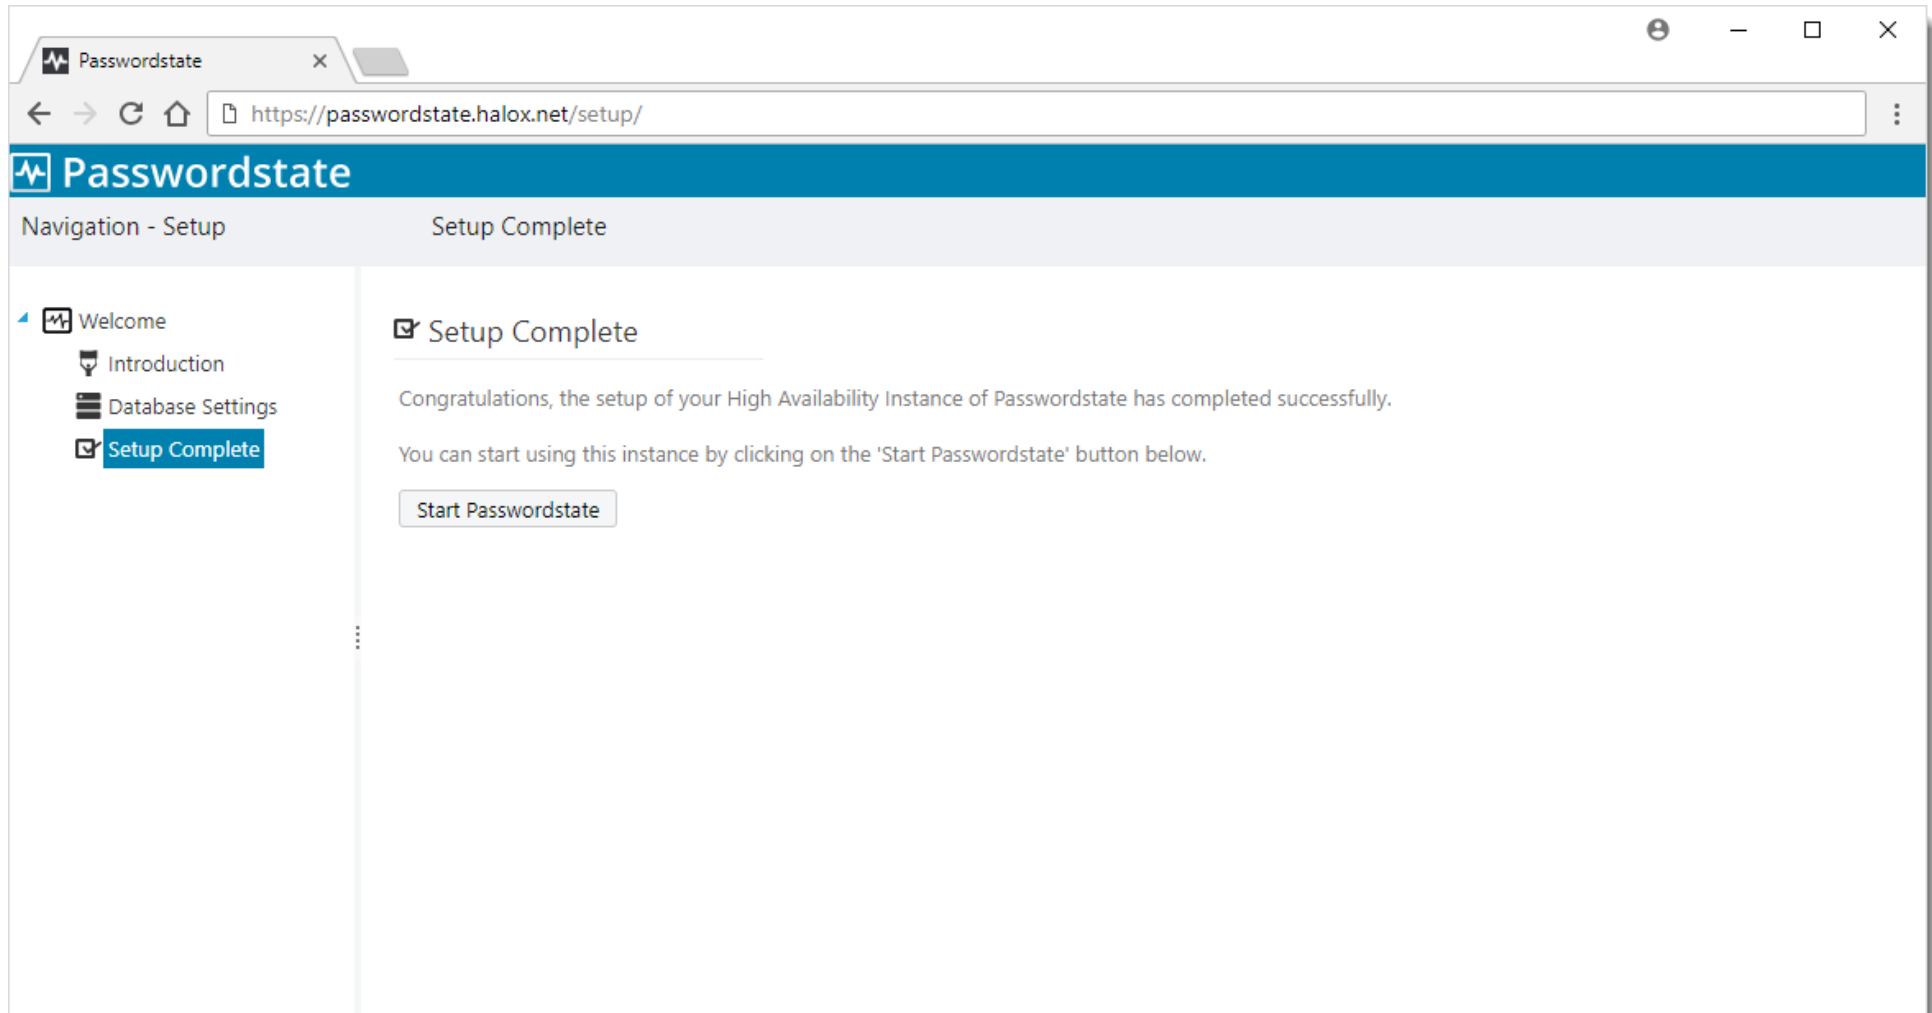 Passwordstate
https://passwordstate.halox.net/setup/
Passwordstate
Navigation - Setup
Setup Complete
Welcome
Introduction
Database Settings
Setup Complete
Setup Complete
Congratulations, the setup of your High Availability Instance of Passwordstate has completed successfully.
You can start using this instance by clicking on the 'Start Passwordstate' button below.
Start Passwordstate